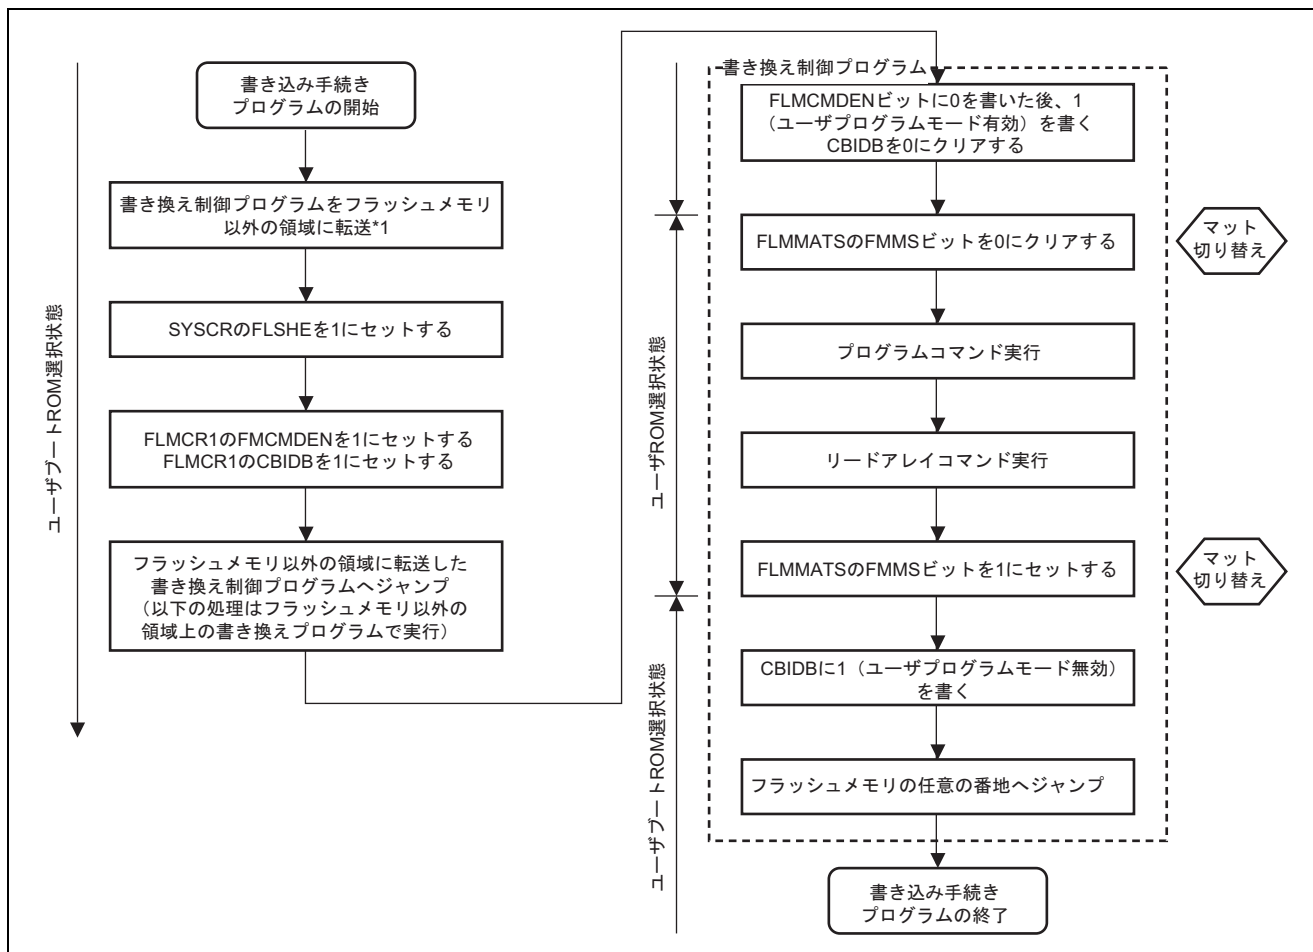 書き込み手続き
プログラムの開始
書き換え制御プログラムをフラッシュメモリ
以外の領域に転送*1
SYSCRのFLSHEを1にセットする
FLMCR1のFMCMDENを1にセットする
FLMCR1のCBIDBを1にセットする
フラッシュメモリ以外の領域に転送した
書き換え制御プログラムへジャンプ
（以下の処理はフラッシュメモリ以外の
領域上の書き換えプログラムで実行）
ユーザブートROM選択状態
書き換え制御プログラム
FLMCMDENビットに0を書いた後、1
（ユーザプログラムモード有効）を書く
CBIDBを0にクリアする
FLMMATSのFMMSビットを0にクリアする
マット
切り替え
プログラムコマンド実行
リードアレイコマンド実行
ユーザROM選択状態
FLMMATSのFMMSビットを1にセットする
マット
切り替え
CBIDBに1（ユーザプログラムモード無効）
を書く
フラッシュメモリの任意の番地へジャンプ
ユーザブートROM選択状態
書き込み手続き
プログラムの終了